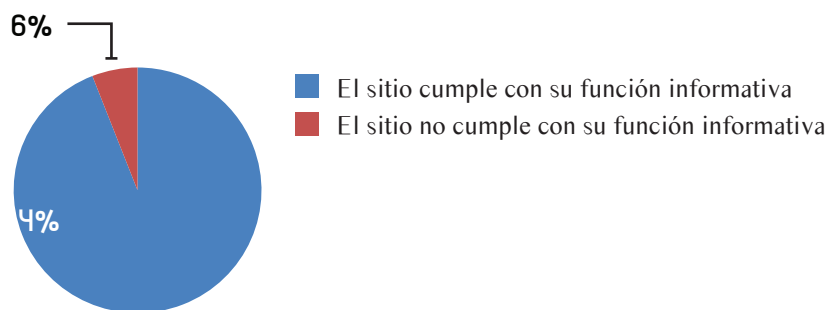 6%
El sitio cumple con su función informativa
El sitio no cumple con su función informativa
4%